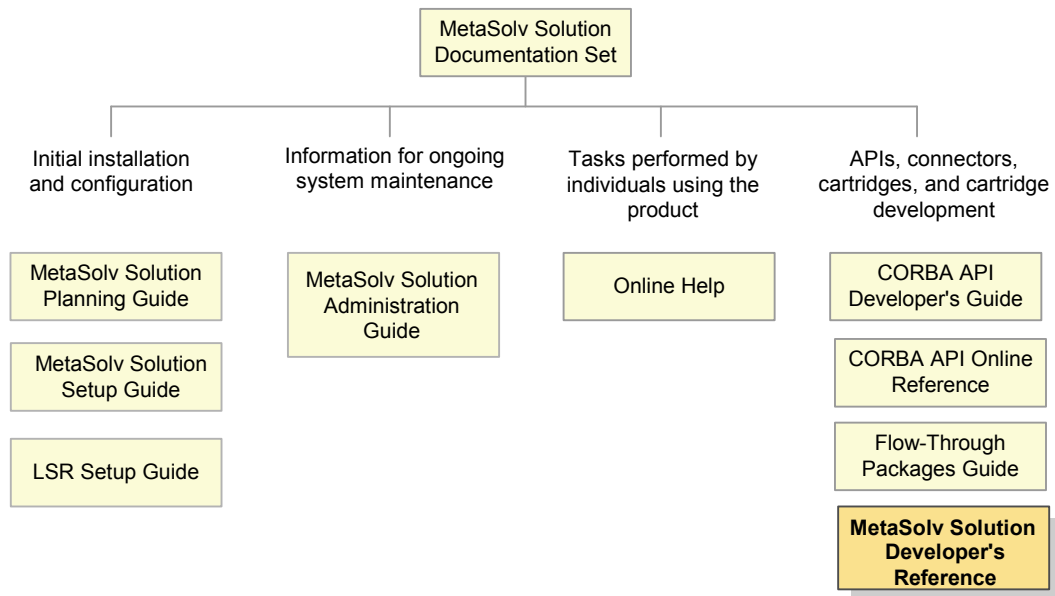 MetaSolv Solution
Documentation Set
Initial installation
and configuration
Information for ongoing
system maintenance
Tasks performed by
individuals using the
product
APIs, connectors,
cartridges, and cartridge
development
MetaSolv Solution
Planning Guide
MetaSolv Solution
Setup Guide
LSR Setup Guide
MetaSolv Solution
Administration
Guide
Online Help
CORBA API
Developer's Guide
CORBA API Online
Reference
Flow-Through
Packages Guide
MetaSolv Solution
Developer's
Reference